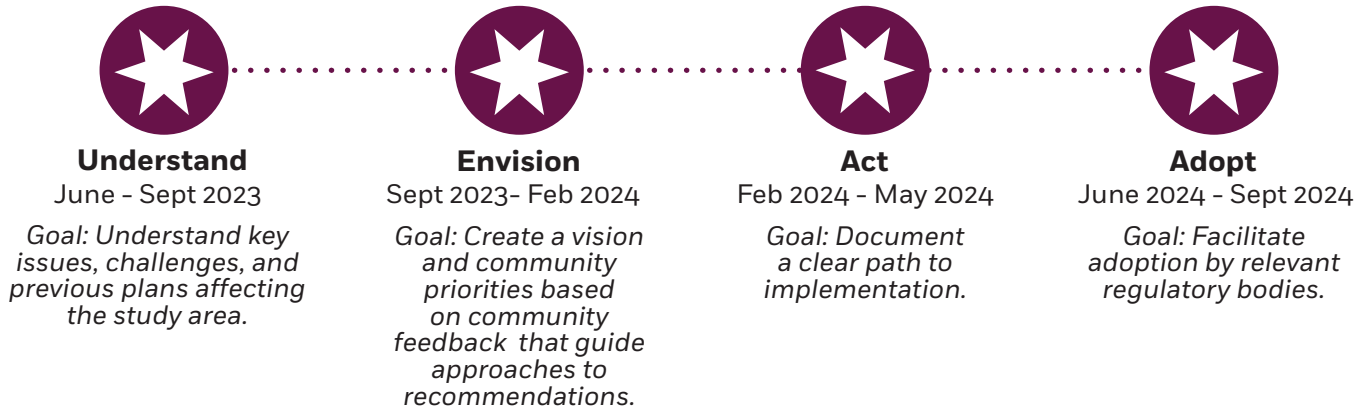 Understand
June - Sept 2023
Goal: Understand key
issues, challenges, and
previous plans affecting
the study area.
Envision
Sept 2023- Feb 2024
Goal: Create a vision
and community
priorities based
on community
feedback that guide
approaches to
recommendations.
Act
Feb 2024 - May 2024
Goal: Document
a clear path to
implementation.
Adopt
June 2024 - Sept 2024
Goal: Facilitate
adoption by relevant
regulatory bodies.